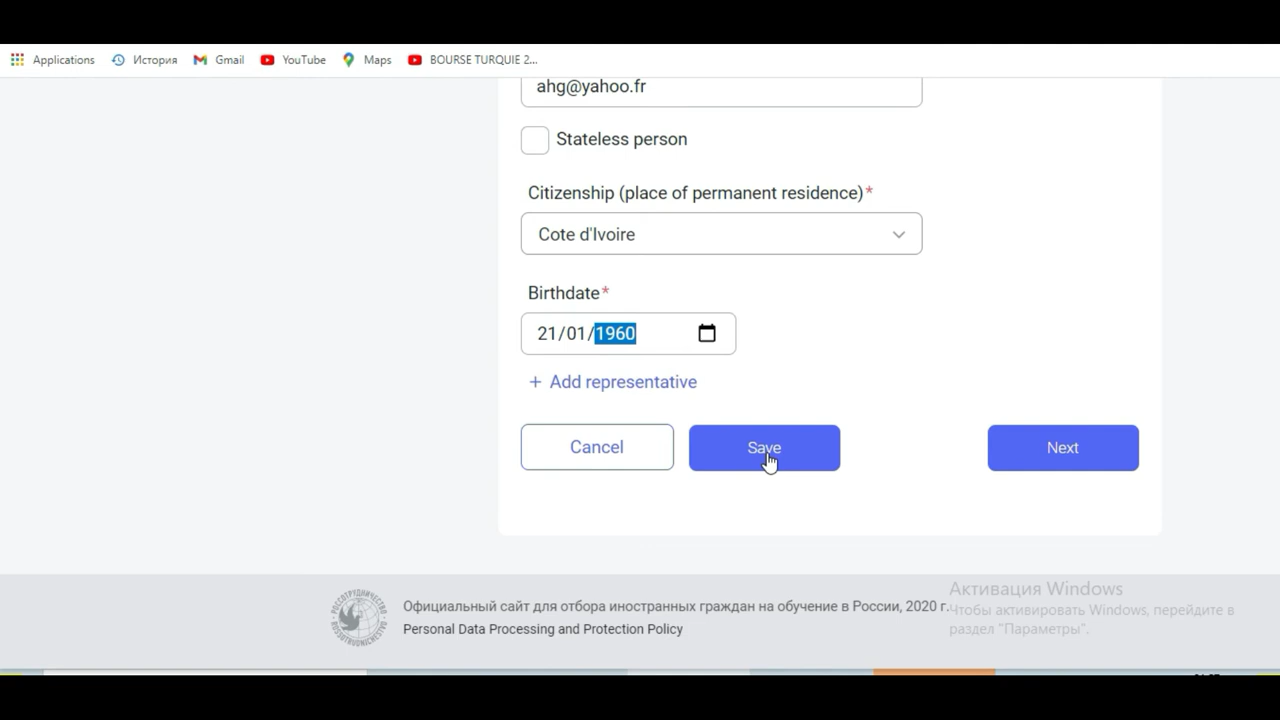 Applications История Gmail YouTube Maps BOURSE TURQUIE 2...
ahg@yahoo.fr
Stateless person
Citizenship (place of permanent residence)*
Cote d'Ivoire
Birthdate*
21/01/1960
+ Add representative
Cancel Save Next
Активация Windows
Официальный сайт для отбора иностранных граждан на обучение в России, 2020 г.
Чтобы активировать Windows, перейдите в
Personal Data Processing and Protection Policy
раздел "Параметры".
РОССОТРУДНИЧЕСТВО
ROSSOTRUDNICHESTVO